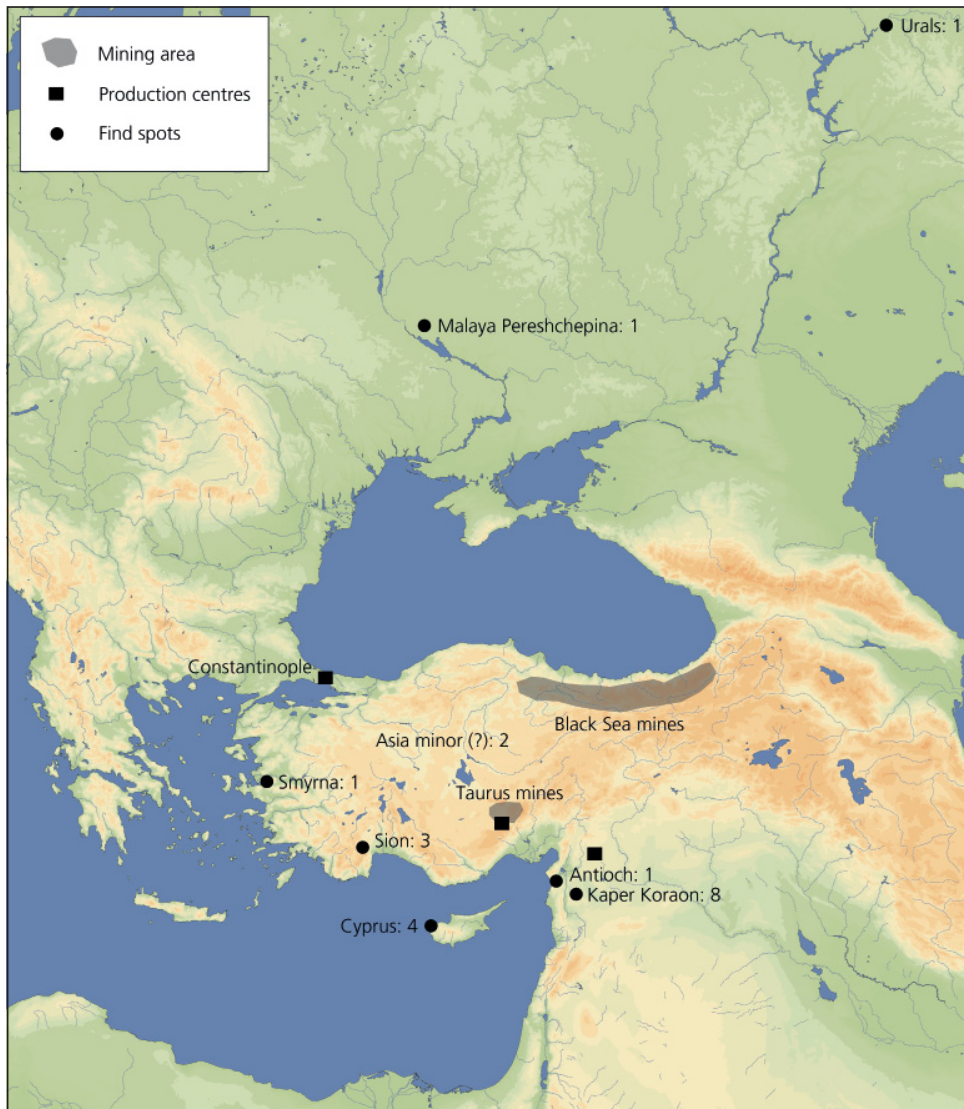 Mining area
Production centres
Find spots
Urals: 1
Malaya Pereshchepina: 1
Constantinople
Black Sea mines
Asia minor (?): 2
Smyrna: 1
Taurus mines
Sion: 3
Antioch: 1
Kaper Koraon: 8
Cyprus: 4